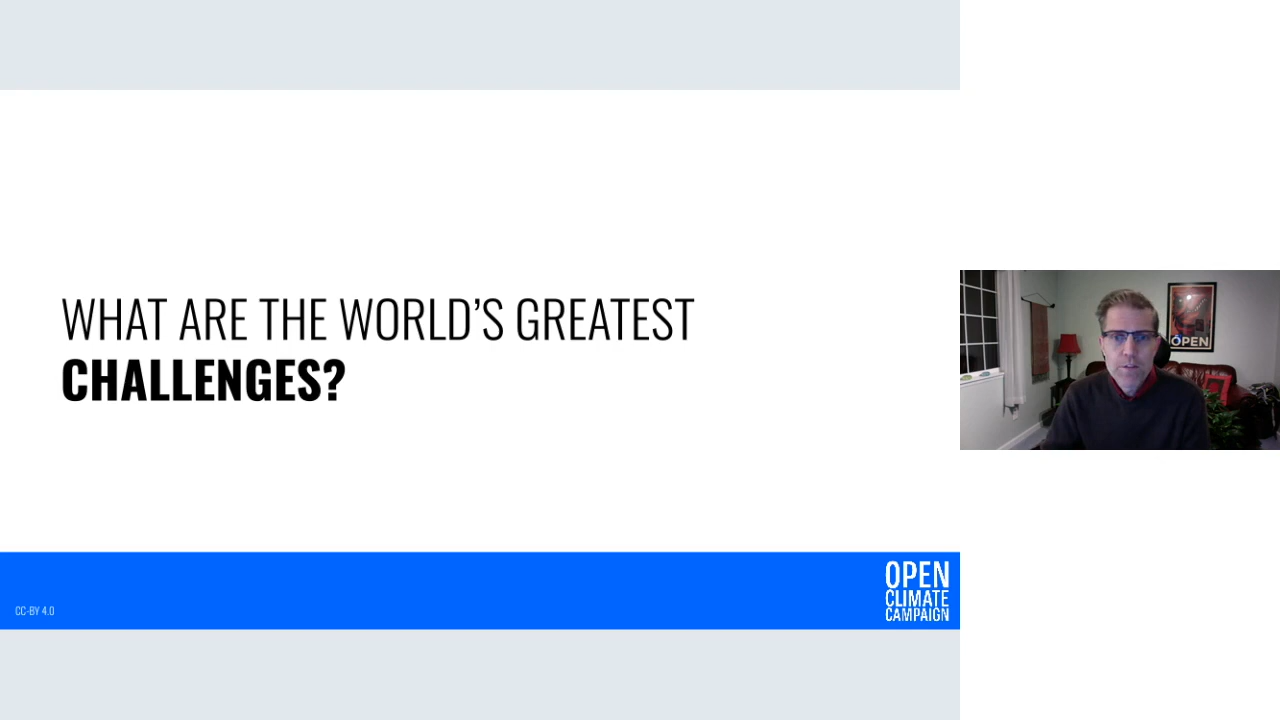 WHAT ARE THE WORLD’S GREATEST
CHALLENGES?
OPEN
CC-BY 4.0
OPEN
CLIMATE
CAMPAIGN